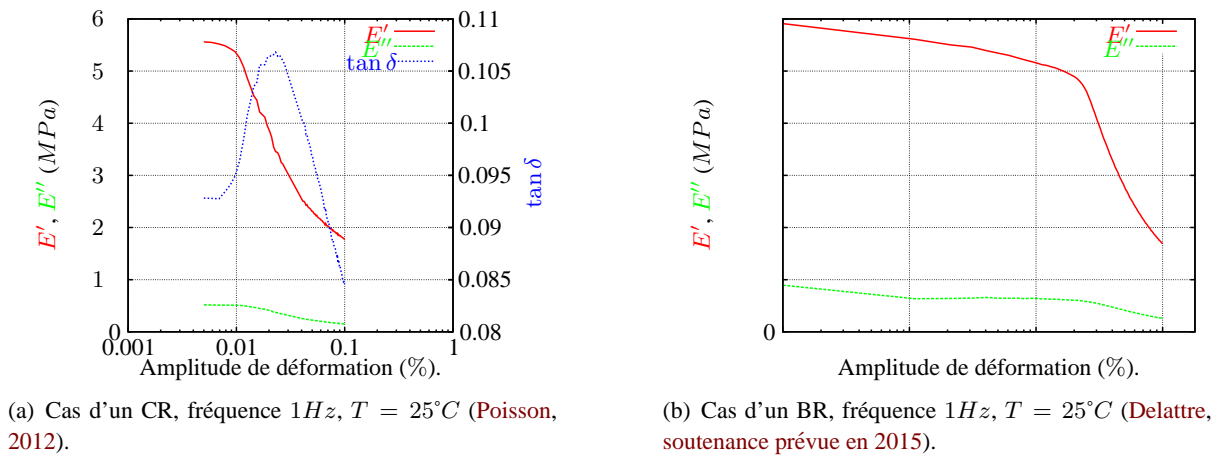 6
5
4
3
2
1
0
E′, E′′ (MPa)
0.001
0.01
0.1
1
Amplitude de déformation (%).
0.11
0.105
0.1
0.095
0.09
0.085
0.08
tan δ
E′
E′′
tan δ
(a) Cas d'un CR, fréquence 1Hz, T = 25°C (Poisson,
2012).
E′, E′′ (MPa)
0
Amplitude de déformation (%).
E′
E′′
(b) Cas d'un BR, fréquence 1Hz, T = 25°C (Delattre,
soutenance prévue en 2015).